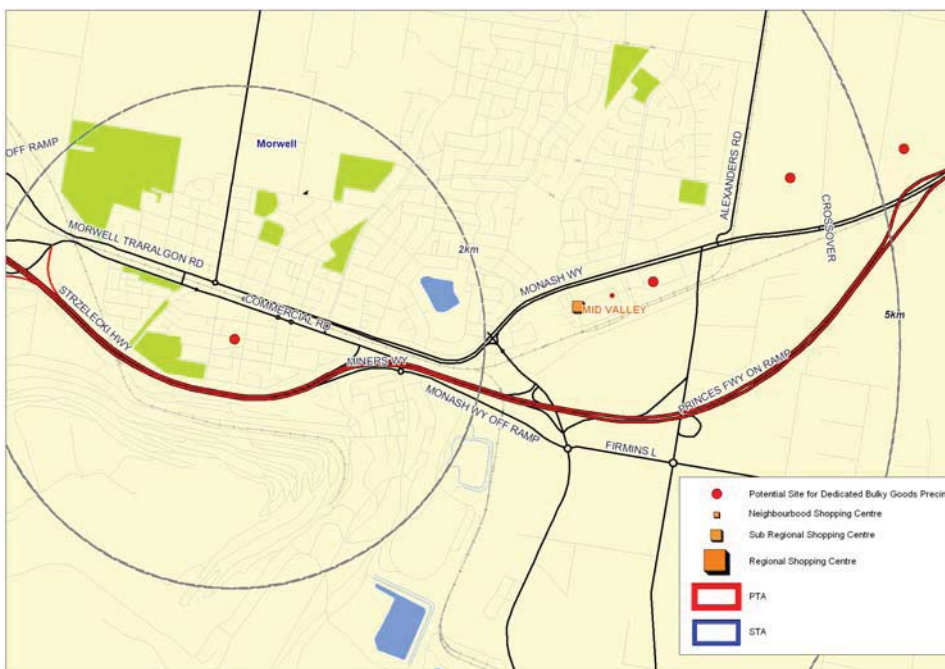 OFF RAMP
Morwell
MORWELL TRARALGON RD
2km
ALEXANDERS RD
CROSSOVER
MONASH WY
MID VALLEY
STRZELECKI HWY
COMMERCIAL RD
MINERS WY
5km
PRINCES FWY ON RAMP
MONASH WY OFF RAMP
FIRMINS L
Potential Site for Dedicated Bulky Goods Precin
Neighbourhood Shopping Centre
Sub Regional Shopping Centre
Regional Shopping Centre
PTA
STA